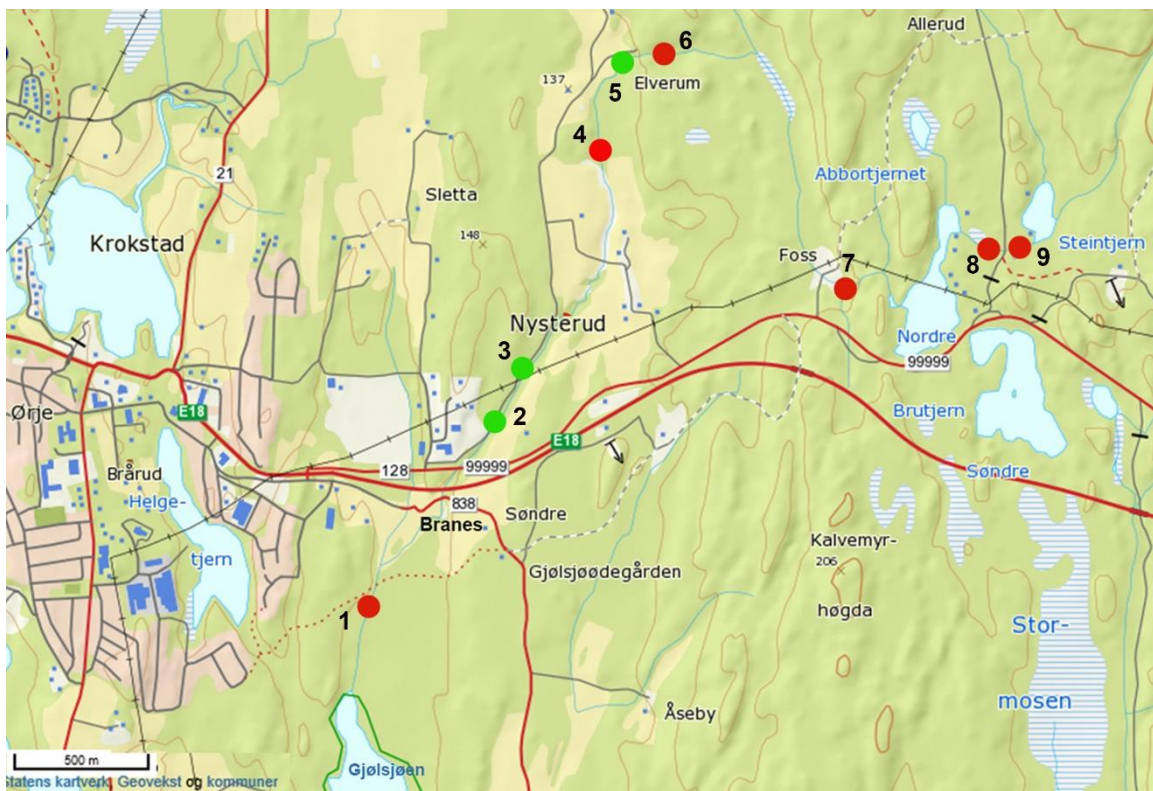 Allerud
6
137
5
Elverum
4
21
Abbortjernet
Sletta
Krokstad
148
Foss
7
8
9
Steintjern
Nysterud
3
Nordre
99999
E18
Ørje
2
Brutjern
E18
Brårud
128
99999
Søndre
Helge-
838
Søndre
Branes
tjern
Kalvemyr-
206
Gjølsjøødegården
1
høgda
Stor-
mosen
Åseby
500 m
Gjølsjøen
Statens kartverk, Geovekst og kommuner